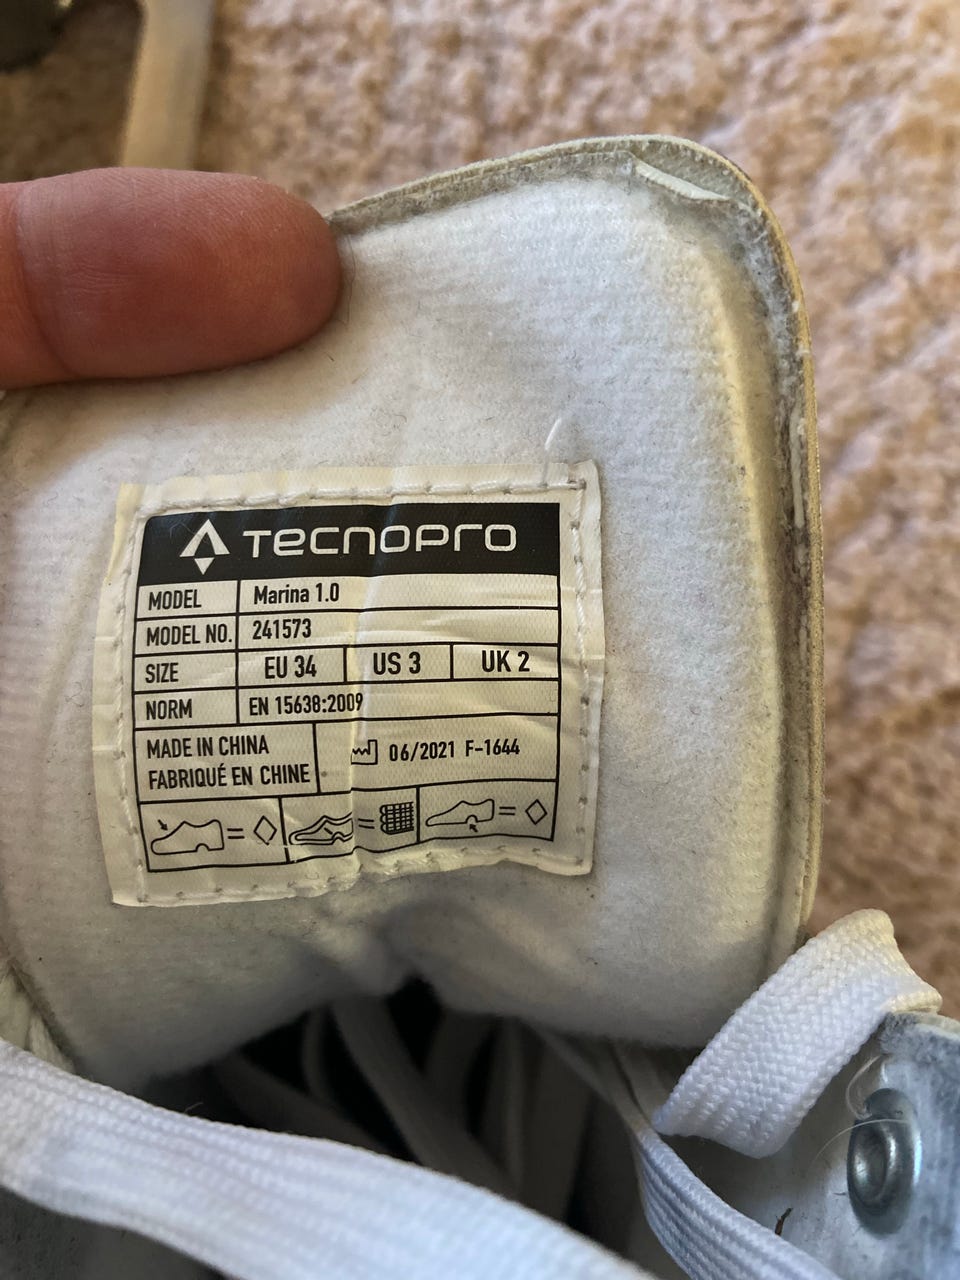 TECNOPRO
MODEL Marina 1.0
MODEL NO. 241573
SIZE EU 34 US 3 UK 2
NORM EN 15638:2009
MADE IN CHINA
FABRIQUÉ EN CHINE
06/2021 F-1644
= = =